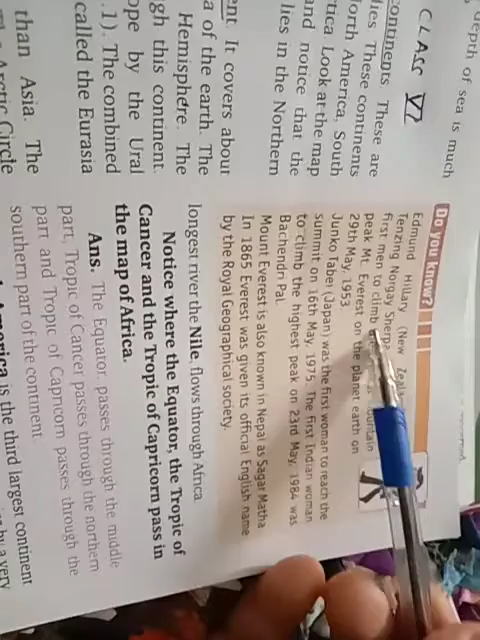 depth of sea is much
CLASS VI
continents These are
These continents
North America, South
Look at the map
and notice that the
lies in the Northern
It covers about
of the earth. The
Hemisphere. The
this continent
by the Ural
.1). The combined
called the Eurasia
than Asia. The
Arctic Circle
Do you know?
Edmund Hillary (New
Tenzing Norgay Sherpa
first men to climb
peak Mt. Everest on the planet earth on
29th May, 1953.
Junko Tabei (Japan) was the first woman to reach the
summit on 16th May, 1975. The first Indian woman
to climb the highest peak on 23rd May, 1984 was
Bachendri Pal.
Mount Everest is also known in Nepal as Sagar Matha
In 1865 Everest was given its official English name
by the Royal Geographical society.
longest river the Nile, flows through Africa
Notice where the Equator, the Tropic of
Cancer and the Tropic of Capricorn pass in
the map of Africa.
Ans. The Equator passes through the middle
part, Tropic of Cancer passes through the northern
part and Tropic of Capricorn passes through the
southern part of the continent.
is the third largest continent
by a very